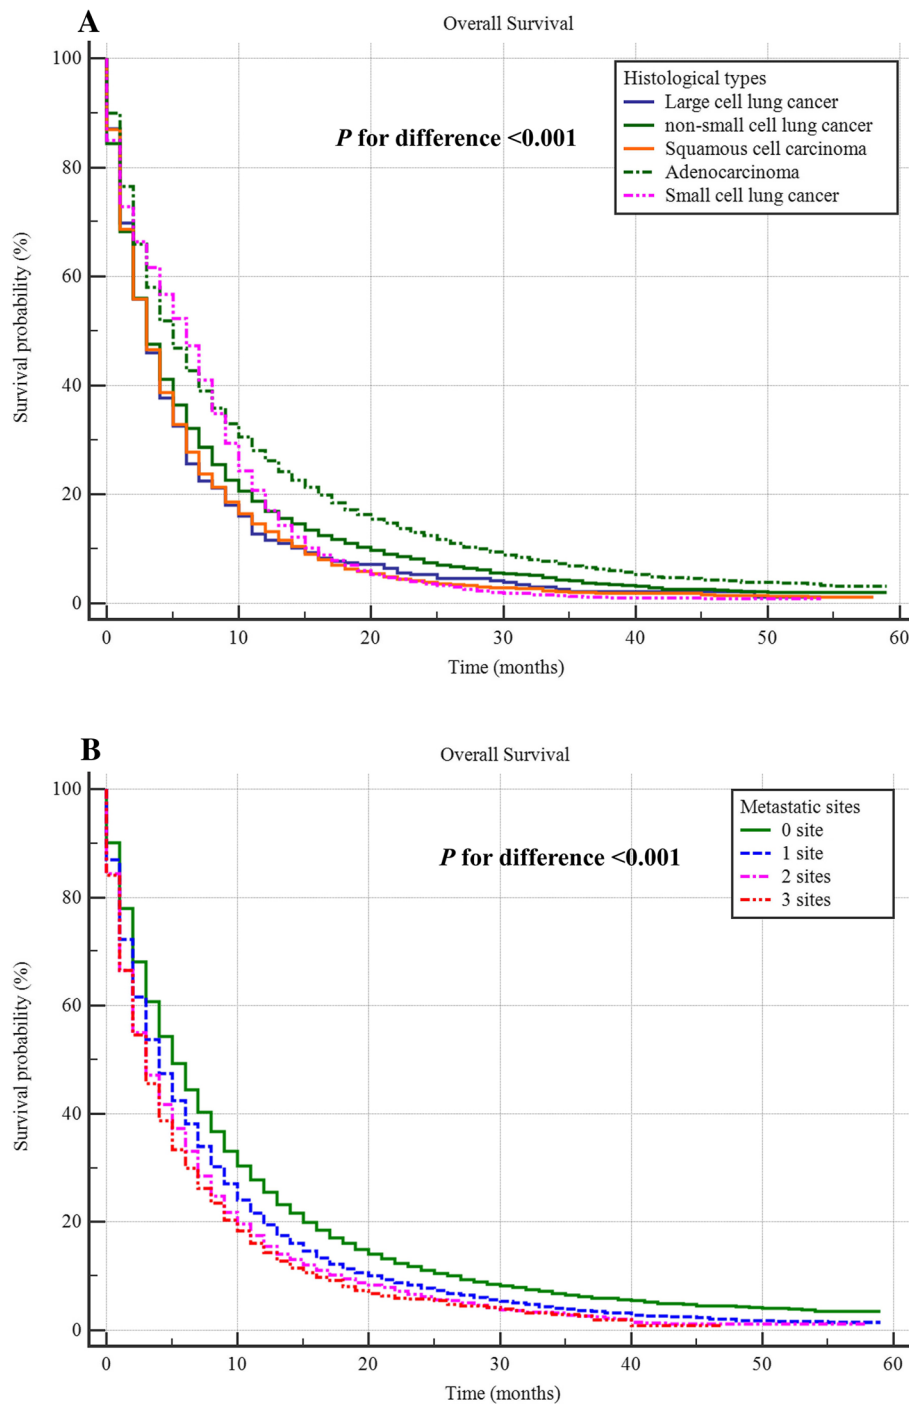 A
Overall Survival
Histological types
Large cell lung cancer
non-small cell lung cancer
Squamous cell carcinoma
Adenocarcinoma
Small cell lung cancer
P for difference <0.001
Survival probability (%)
100
80
60
40
20
0
0 10 20 30 40 50 60
Time (months)
B
Overall Survival
Metastatic sites
0 site
1 site
2 sites
3 sites
P for difference <0.001
Survival probability (%)
100
80
60
40
20
0
0 10 20 30 40 50 60
Time (months)